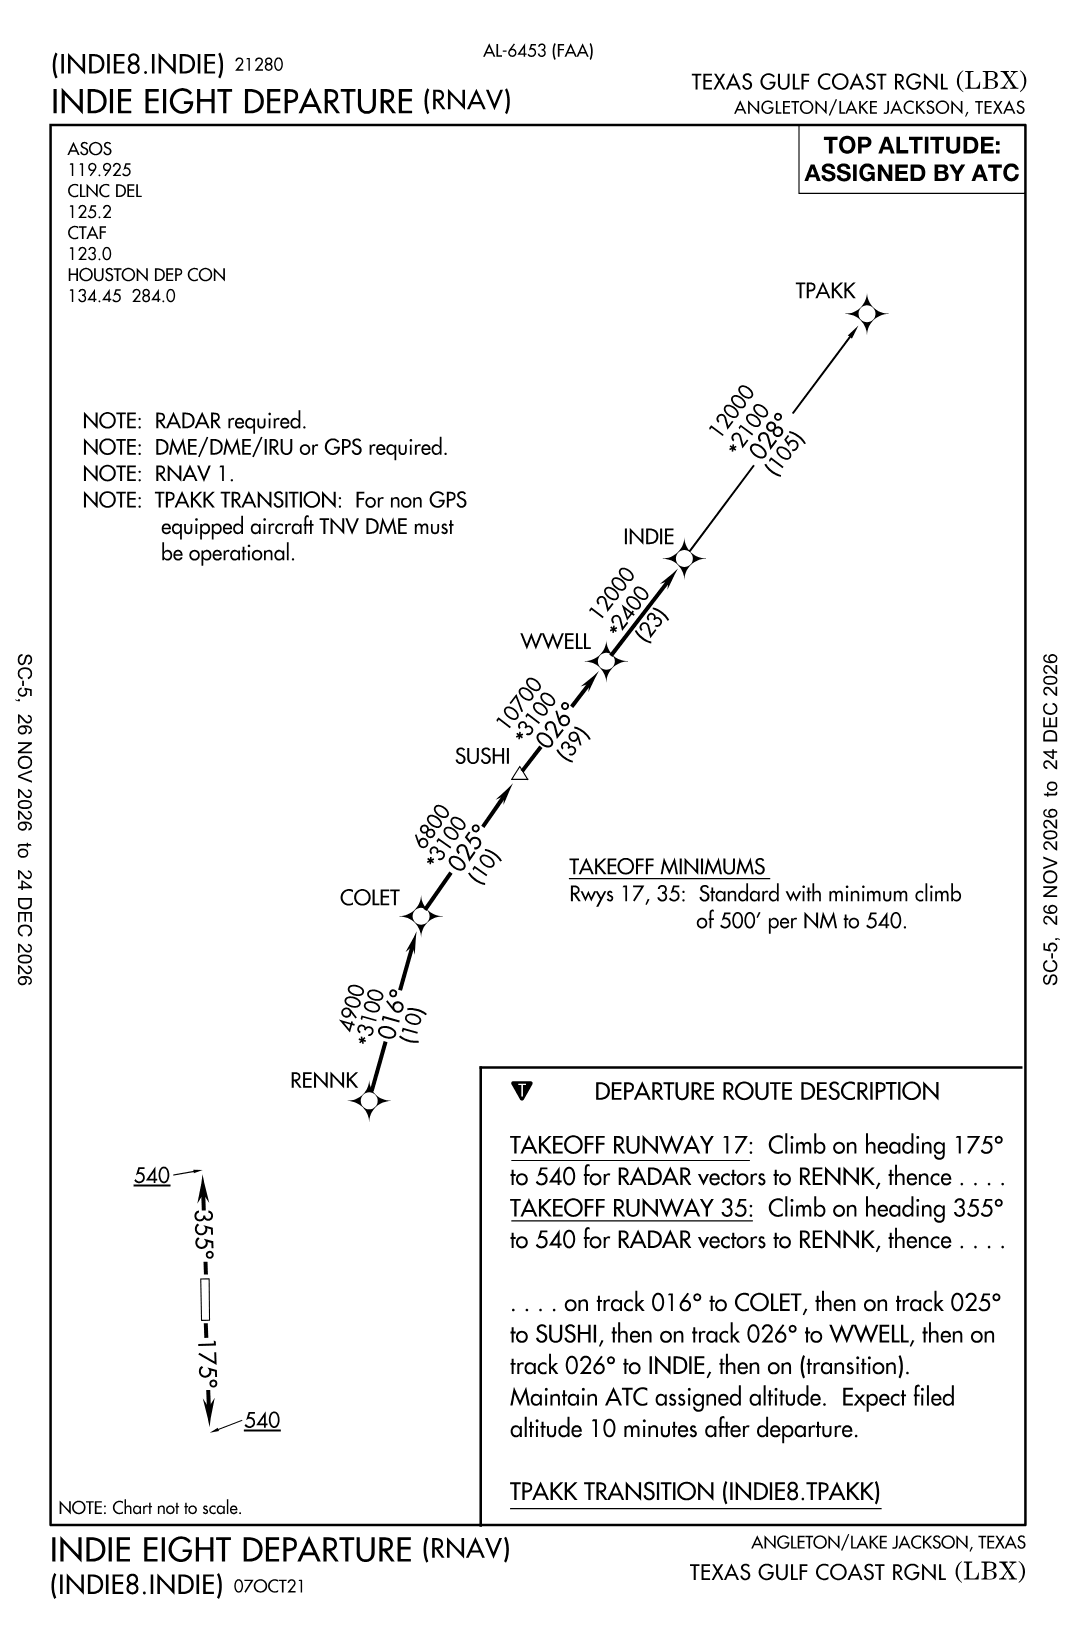 (INDIE8.INDIE) 21280
AL-6453 (FAA)
INDIE EIGHT DEPARTURE (RNAV)
TEXAS GULF COAST RGNL (LBX)
ANGLETON/LAKE JACKSON, TEXAS
ASOS
119.925
CLNC DEL
125.2
CTAF
123.0
HOUSTON DEP CON
134.45 284.0
TOP ALTITUDE:
ASSIGNED BY ATC
TPAKK
12000
*2100
028°
(105)
NOTE: RADAR required.
NOTE: DME/DME/IRU or GPS required.
NOTE: RNAV 1.
NOTE: TPAKK TRANSITION: For non GPS
equipped aircraft TNV DME must
be operational.
INDIE
12000
*2400
(23)
WWELL
10700
*3100
026°
(39)
SUSHI
6800
*3100
025°
(10)
COLET
4900
*3100
016°
(10)
RENNK
TAKEOFF MINIMUMS
Rwys 17, 35: Standard with minimum climb
of 500' per NM to 540.
SC-5, 26 NOV 2026 to 24 DEC 2026
SC-5, 26 NOV 2026 to 24 DEC 2026
540
355°
175°
540
NOTE: Chart not to scale.
T
DEPARTURE ROUTE DESCRIPTION
TAKEOFF RUNWAY 17: Climb on heading 175°
to 540 for RADAR vectors to RENNK, thence . . . .
TAKEOFF RUNWAY 35: Climb on heading 355°
to 540 for RADAR vectors to RENNK, thence . . . .
. . . . on track 016° to COLET, then on track 025°
to SUSHI, then on track 026° to WWELL, then on
track 026° to INDIE, then on (transition).
Maintain ATC assigned altitude. Expect filed
altitude 10 minutes after departure.
TPAKK TRANSITION (INDIE8.TPAKK)
INDIE EIGHT DEPARTURE (RNAV)
(INDIE8.INDIE) 07OCT21
ANGLETON/LAKE JACKSON, TEXAS
TEXAS GULF COAST RGNL (LBX)